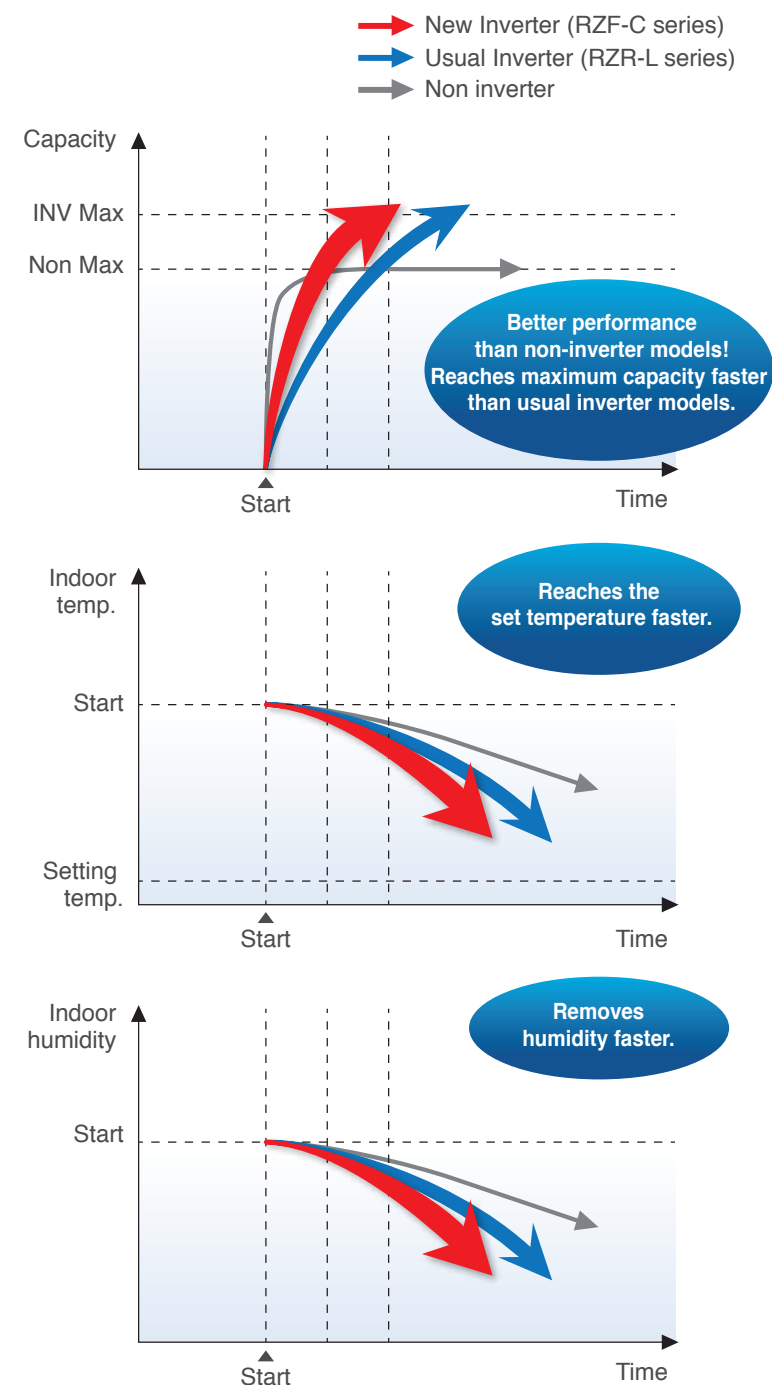 New Inverter (RZF-C series)
Usual Inverter (RZR-L series)
Non inverter
Capacity
INV Max
Non Max
Better performance
than non-inverter models!
Reaches maximum capacity faster
than usual inverter models.
Start
Time
Indoor
temp.
Reaches the
set temperature faster.
Start
Setting
temp.
Start
Time
Indoor
humidity
Removes
humidity faster.
Start
Start
Time